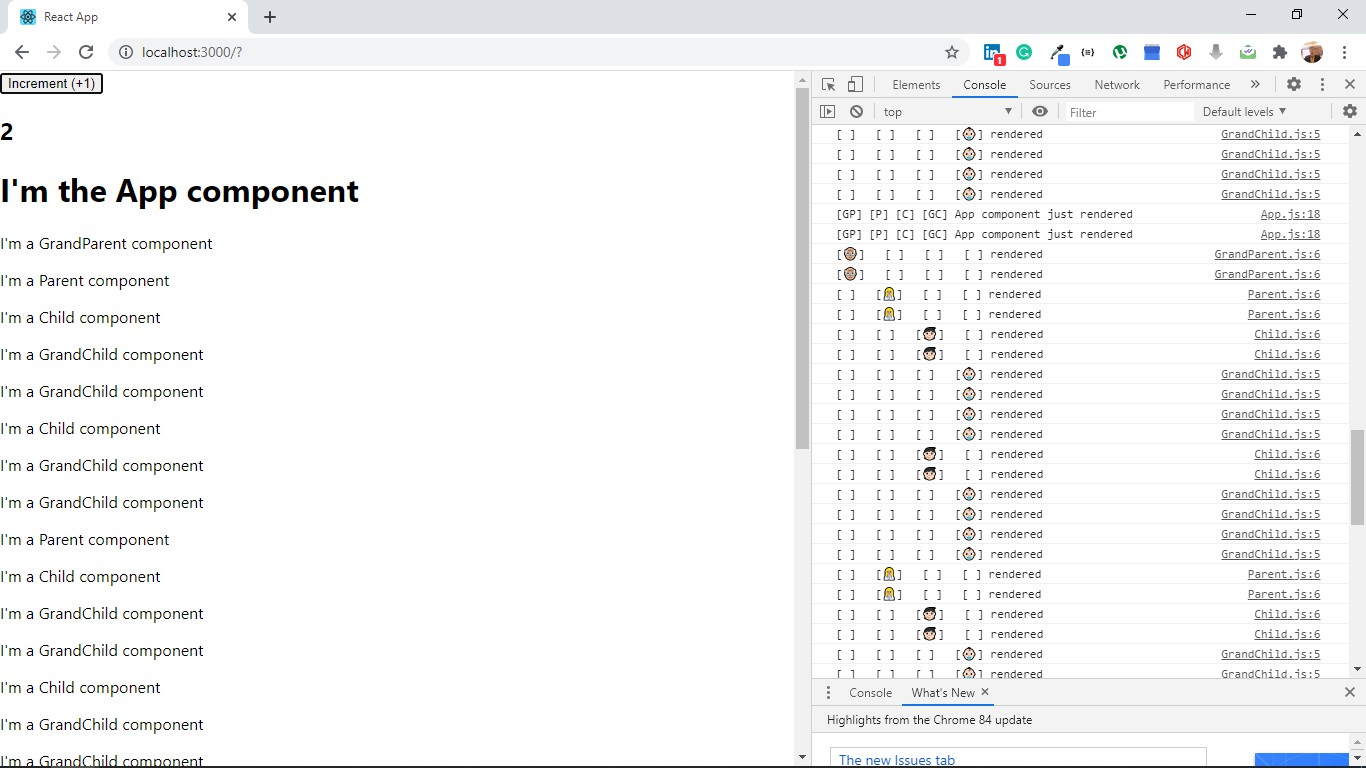 React App
localhost:3000/?
1
Increment (+1)
2
I'm the App component
I'm a GrandParent component
I'm a Parent component
I'm a Child component
I'm a GrandChild component
I'm a GrandChild component
I'm a Child component
I'm a GrandChild component
I'm a GrandChild component
I'm a Parent component
I'm a Child component
I'm a GrandChild component
I'm a GrandChild component
I'm a Child component
I'm a GrandChild component
I'm a GrandChild component
Elements Console Sources Network Performance »
top Filter Default levels
[ ] [ ] [ ] [👶] rendered GrandChild.js:5
[ ] [ ] [ ] [👶] rendered GrandChild.js:5
[ ] [ ] [ ] [👶] rendered GrandChild.js:5
[ ] [ ] [ ] [👶] rendered GrandChild.js:5
[GP] [P] [C] [GC] App component just rendered App.js:18
[GP] [P] [C] [GC] App component just rendered App.js:18
[👴] [ ] [ ] [ ] rendered GrandParent.js:6
[👴] [ ] [ ] [ ] rendered GrandParent.js:6
[ ] [👩] [ ] [ ] rendered Parent.js:6
[ ] [👩] [ ] [ ] rendered Parent.js:6
[ ] [ ] [👦] [ ] rendered Child.js:6
[ ] [ ] [👦] [ ] rendered Child.js:6
[ ] [ ] [ ] [👶] rendered GrandChild.js:5
[ ] [ ] [ ] [👶] rendered GrandChild.js:5
[ ] [ ] [ ] [👶] rendered GrandChild.js:5
[ ] [ ] [ ] [👶] rendered GrandChild.js:5
[ ] [ ] [👦] [ ] rendered Child.js:6
[ ] [ ] [👦] [ ] rendered Child.js:6
[ ] [ ] [ ] [👶] rendered GrandChild.js:5
[ ] [ ] [ ] [👶] rendered GrandChild.js:5
[ ] [ ] [ ] [👶] rendered GrandChild.js:5
[ ] [ ] [ ] [👶] rendered GrandChild.js:5
[ ] [👩] [ ] [ ] rendered Parent.js:6
[ ] [👩] [ ] [ ] rendered Parent.js:6
[ ] [ ] [👦] [ ] rendered Child.js:6
[ ] [ ] [👦] [ ] rendered Child.js:6
[ ] [ ] [ ] [👶] rendered GrandChild.js:5
[ ] [ ] [ ] [👶] rendered GrandChild.js:5
Console What's New
Highlights from the Chrome 84 update
The new Issues tab